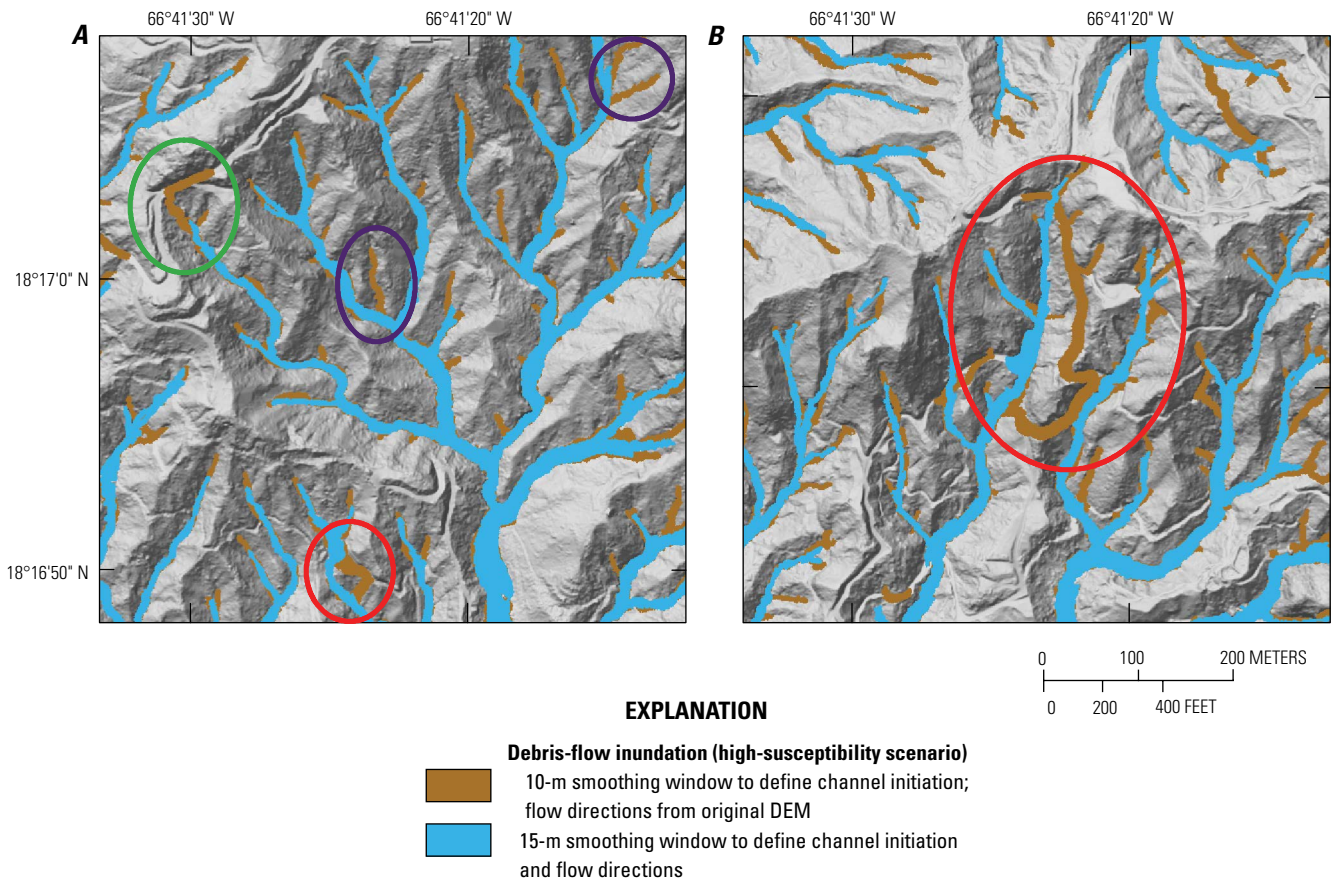 66°41'30" W
66°41'20" W
66°41'30" W
66°41'20" W
A
B
18°17'0" N
18°16'50" N
0 100 200 METERS
0 200 400 FEET
EXPLANATION
Debris-flow inundation (high-susceptibility scenario)
10-m smoothing window to define channel initiation;
flow directions from original DEM
15-m smoothing window to define channel initiation
and flow directions